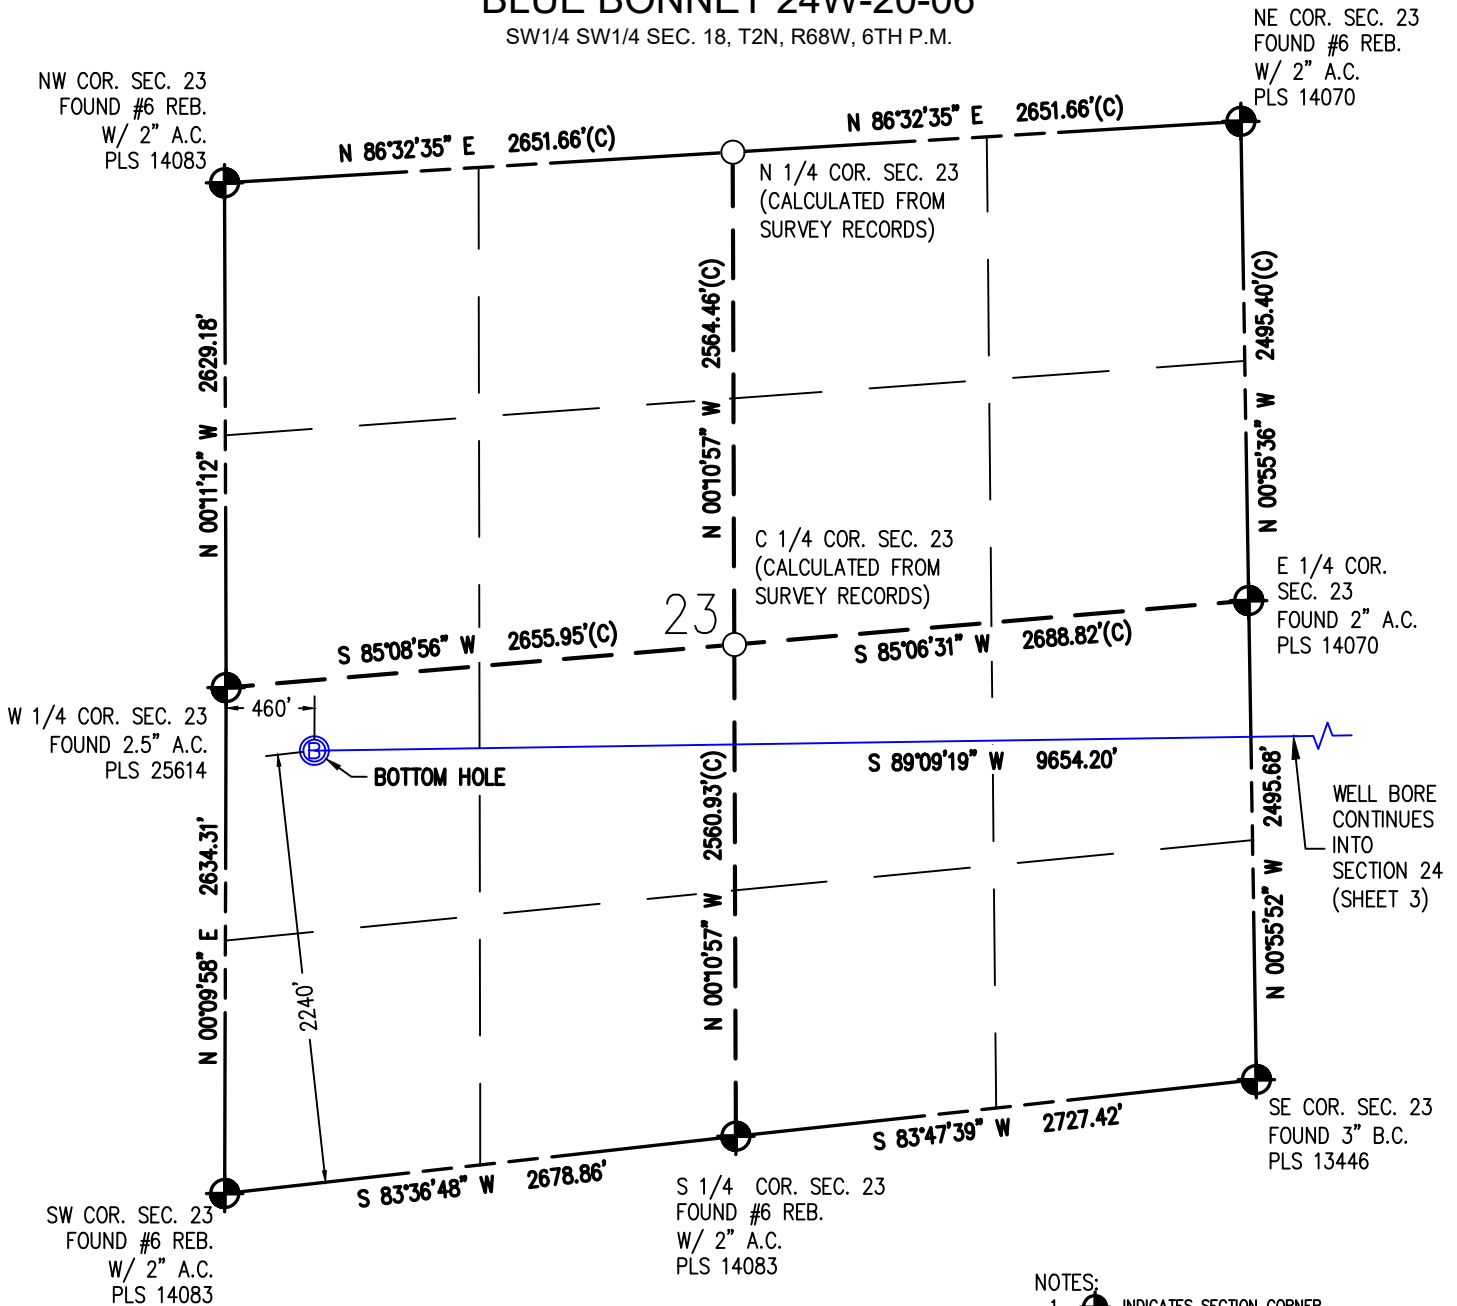 BLUE BONNET 24W-20-06
SW1/4 SW1/4 SEC. 18, T2N, R68W, 6TH P.M.
NE COR. SEC. 23
FOUND #6 REB.
W/ 2" A.C.
PLS 14070
NW COR. SEC. 23
FOUND #6 REB.
W/ 2" A.C.
PLS 14083
N 86°32'35" E 2651.66'(C)
N 86°32'35" E 2651.66'(C)
N 1/4 COR. SEC. 23
(CALCULATED FROM
SURVEY RECORDS)
N 00°11'12" W 2629.18'
N 00°10'57" W 2564.46'(C)
N 00°55'36" W 2495.40'(C)
C 1/4 COR. SEC. 23
(CALCULATED FROM
SURVEY RECORDS)
23
E 1/4 COR.
SEC. 23
FOUND 2" A.C.
PLS 14070
S 85°08'56" W 2655.95'(C)
S 85°06'31" W 2688.82'(C)
W 1/4 COR. SEC. 23
FOUND 2.5" A.C.
PLS 25614
460'
B
BOTTOM HOLE
S 89°09'19" W 9654.20'
WELL BORE
CONTINUES
INTO
SECTION 24
(SHEET 3)
N 00°09'58" E 2634.31'
2240'
N 00°10'57" W 2560.93'(C)
N 00°55'52" W 2495.68'
S 83°36'48" W 2678.86'
S 83°47'39" W 2727.42'
SE COR. SEC. 23
FOUND 3" B.C.
PLS 13446
S 1/4 COR. SEC. 23
FOUND #6 REB.
W/ 2" A.C.
PLS 14083
SW COR. SEC. 23
FOUND #6 REB.
W/ 2" A.C.
PLS 14083
NOTES:
1. INDICATES SECTION CORNER